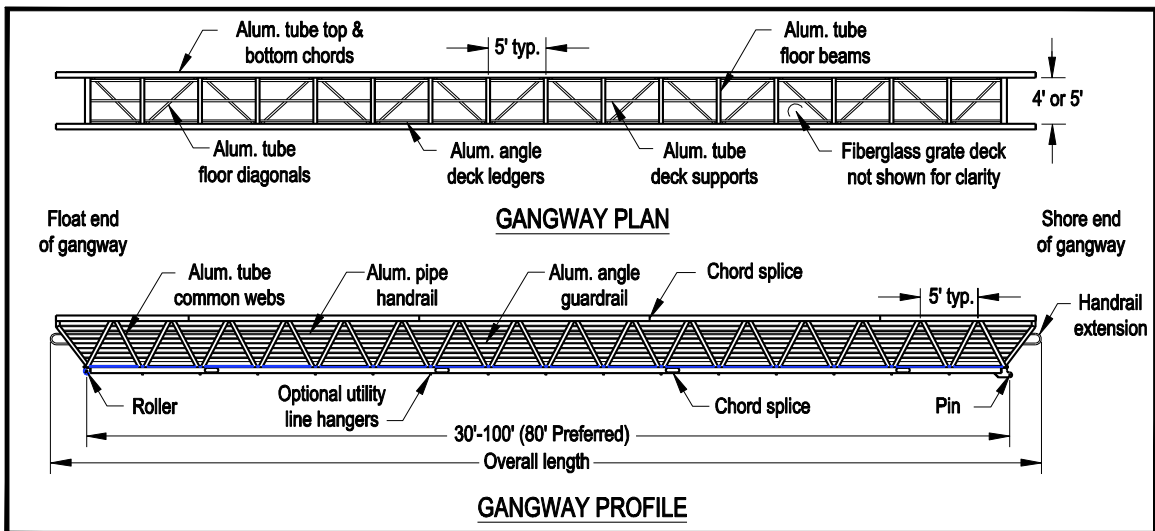 Alum. tube top &
bottom chords
5' typ.
Alum. tube
floor beams
4' or 5'
Alum. tube
floor diagonals
Alum. angle
deck ledgers
Alum. tube
deck supports
Fiberglass grate deck
not shown for clarity
GANGWAY PLAN
Float end
of gangway
Shore end
of gangway
Alum. tube
common webs
Alum. pipe
handrail
Alum. angle
guardrail
Chord splice
5' typ.
Handrail
extension
Roller
Optional utility
line hangers
Chord splice
Pin
30'-100' (80' Preferred)
Overall length
GANGWAY PROFILE